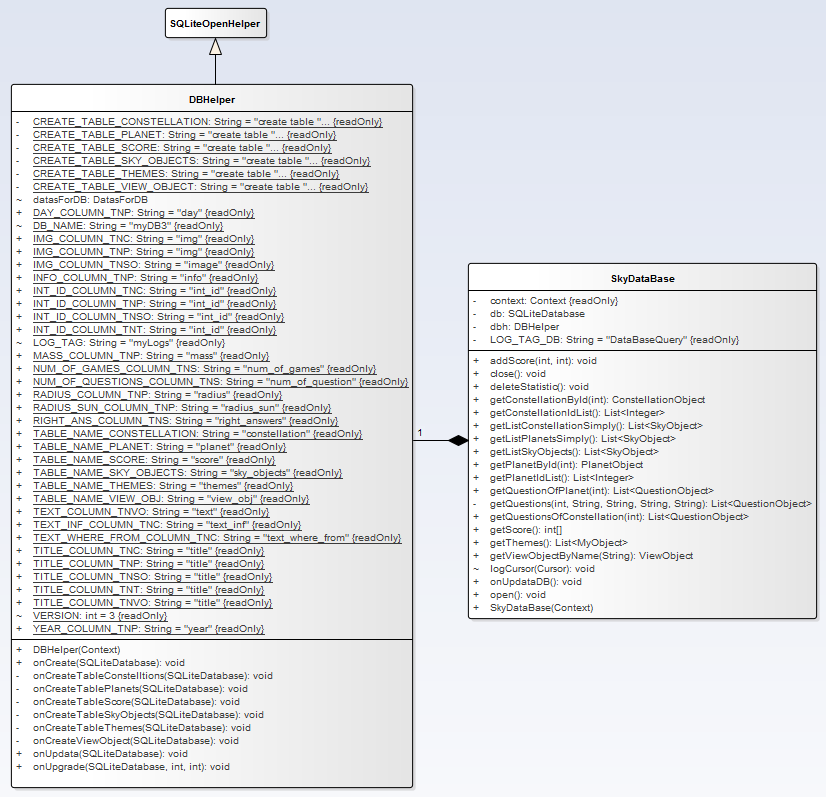 SQLiteOpenHelper
DBHelper
- CREATE_TABLE_CONSTELLATION: String = "create table "... {readOnly}
- CREATE_TABLE_PLANET: String = "create table "... {readOnly}
- CREATE_TABLE_SCORE: String = "create table "... {readOnly}
- CREATE_TABLE_SKY_OBJECTS: String = "create table "... {readOnly}
- CREATE_TABLE_THEMES: String = "create table "... {readOnly}
- CREATE_TABLE_VIEW_OBJECT: String = "create table "... {readOnly}
~ datasForDB: DatasForDB
+ DAY_COLUMN_TNP: String = "day" {readOnly}
~ DB_NAME: String = "myDB3" {readOnly}
+ IMG_COLUMN_TNC: String = "img" {readOnly}
+ IMG_COLUMN_TNP: String = "img" {readOnly}
+ IMG_COLUMN_TNSO: String = "image" {readOnly}
+ INFO_COLUMN_TNP: String = "info" {readOnly}
+ INT_ID_COLUMN_TNC: String = "int_id" {readOnly}
+ INT_ID_COLUMN_TNP: String = "int_id" {readOnly}
+ INT_ID_COLUMN_TNSO: String = "int_id" {readOnly}
+ INT_ID_COLUMN_TNT: String = "int_id" {readOnly}
~ LOG_TAG: String = "myLogs" {readOnly}
+ MASS_COLUMN_TNP: String = "mass" {readOnly}
+ NUM_OF_GAMES_COLUMN_TNS: String = "num_of_games" {readOnly}
+ NUM_OF_QUESTIONS_COLUMN_TNS: String = "num_of_question" {readOnly}
+ RADIUS_COLUMN_TNP: String = "radius" {readOnly}
+ RADIUS_SUN_COLUMN_TNP: String = "radius_sun" {readOnly}
+ RIGHT_ANS_COLUMN_TNS: String = "right_answers" {readOnly}
+ TABLE_NAME_CONSTELLATION: String = "constellation" {readOnly}
+ TABLE_NAME_PLANET: String = "planet" {readOnly}
+ TABLE_NAME_SCORE: String = "score" {readOnly}
+ TABLE_NAME_SKY_OBJECTS: String = "sky_objects" {readOnly}
+ TABLE_NAME_THEMES: String = "themes" {readOnly}
+ TABLE_NAME_VIEW_OBJ: String = "view_obj" {readOnly}
+ TEXT_COLUMN_TNVO: String = "text" {readOnly}
+ TEXT_INF_COLUMN_TNC: String = "text_inf" {readOnly}
+ TEXT_WHERE_FROM_COLUMN_TNC: String = "text_where_from" {readOnly}
+ TITLE_COLUMN_TNC: String = "title" {readOnly}
+ TITLE_COLUMN_TNP: String = "title" {readOnly}
+ TITLE_COLUMN_TNSO: String = "title" {readOnly}
+ TITLE_COLUMN_TNT: String = "title" {readOnly}
+ TITLE_COLUMN_TNVO: String = "title" {readOnly}
~ VERSION: int = 3 {readOnly}
+ YEAR_COLUMN_TNP: String = "year" {readOnly}
+ DBHelper(Context)
+ onCreate(SQLiteDatabase): void
- onCreateTableConstelltions(SQLiteDatabase): void
- onCreateTablePlanets(SQLiteDatabase): void
- onCreateTableScore(SQLiteDatabase): void
- onCreateTableSkyObjects(SQLiteDatabase): void
- onCreateTableThemes(SQLiteDatabase): void
- onCreateViewObject(SQLiteDatabase): void
+ onUpdata(SQLiteDatabase): void
+ onUpgrade(SQLiteDatabase, int, int): void
1
SkyDataBase
- context: Context {readOnly}
- db: SQLiteDatabase
- dbh: DBHelper
- LOG_TAG_DB: String = "DataBaseQuery" {readOnly}
+ addScore(int, int): void
+ close(): void
+ deleteStatistic(): void
+ getConstellationById(int): ConstellationObject
+ getConstellationIdList(): List<Integer>
+ getListConstellationSimply(): List<SkyObject>
+ getListPlanetsSimply(): List<SkyObject>
+ getListSkyObjects(): List<SkyObject>
+ getPlanetById(int): PlanetObject
+ getPlanetIdList(): List<Integer>
+ getQuestionOfPlanet(int): List<QuestionObject>
- getQuestions(int, String, String, String, String): List<QuestionObject>
+ getQuestionsOfConstellation(int): List<QuestionObject>
+ getScore(): int[]
+ getThemes(): List<MyObject>
+ getViewObjectByName(String): ViewObject
~ logCursor(Cursor): void
+ onUpdataDB(): void
+ open(): void
+ SkyDataBase(Context)